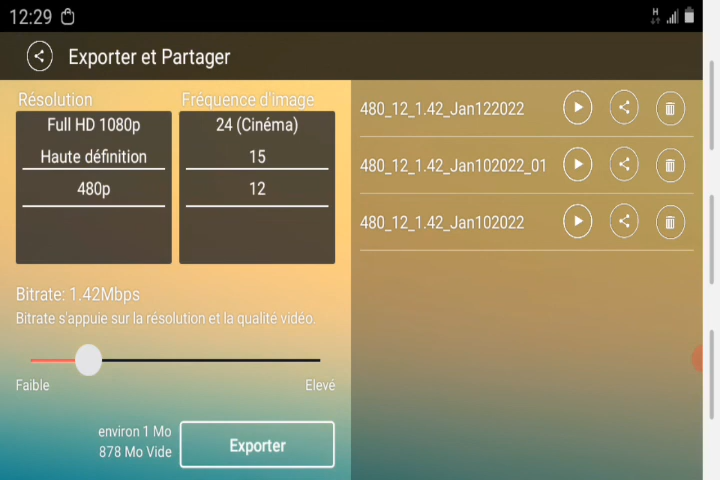 12:29
H
Exporter et Partager
Résolution
Full HD 1080p
Haute définition
480p
Fréquence d'image
24 (Cinéma)
15
12
Bitrate: 1.42Mbps
Bitrate s'appuie sur la résolution et la qualité vidéo.
Faible
Elevé
environ 1 Mo
878 Mo Vide
Exporter
480_12_1.42_Jan122022
480_12_1.42_Jan102022_01
480_12_1.42_Jan102022